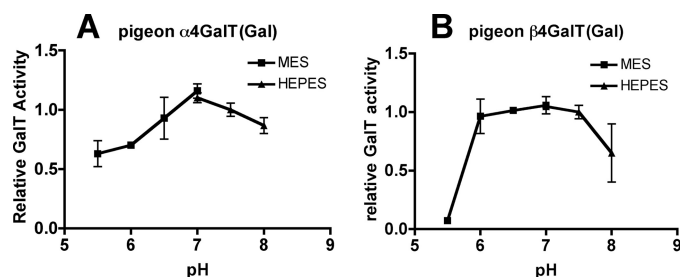 A pigeon α4GalT(Gal)
Relative GalT Activity
1.5
1.0
0.5
0.0
MES
HEPES
5 6 7 8 9
pH
B pigeon β4GalT(Gal)
relative GalT activity
1.5
1.0
0.5
0.0
MES
HEPES
5 6 7 8 9
pH